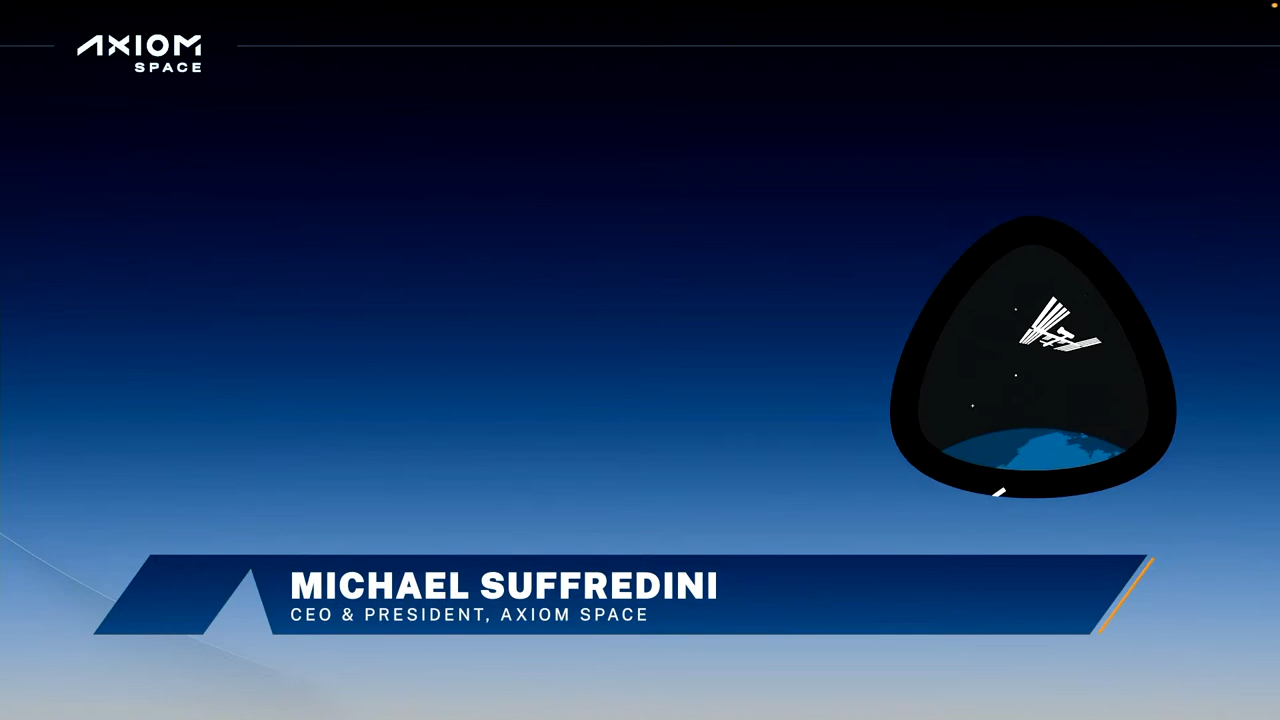 AXIOM
SPACE
MICHAEL SUFFREDINI
CEO & PRESIDENT, AXIOM SPACE